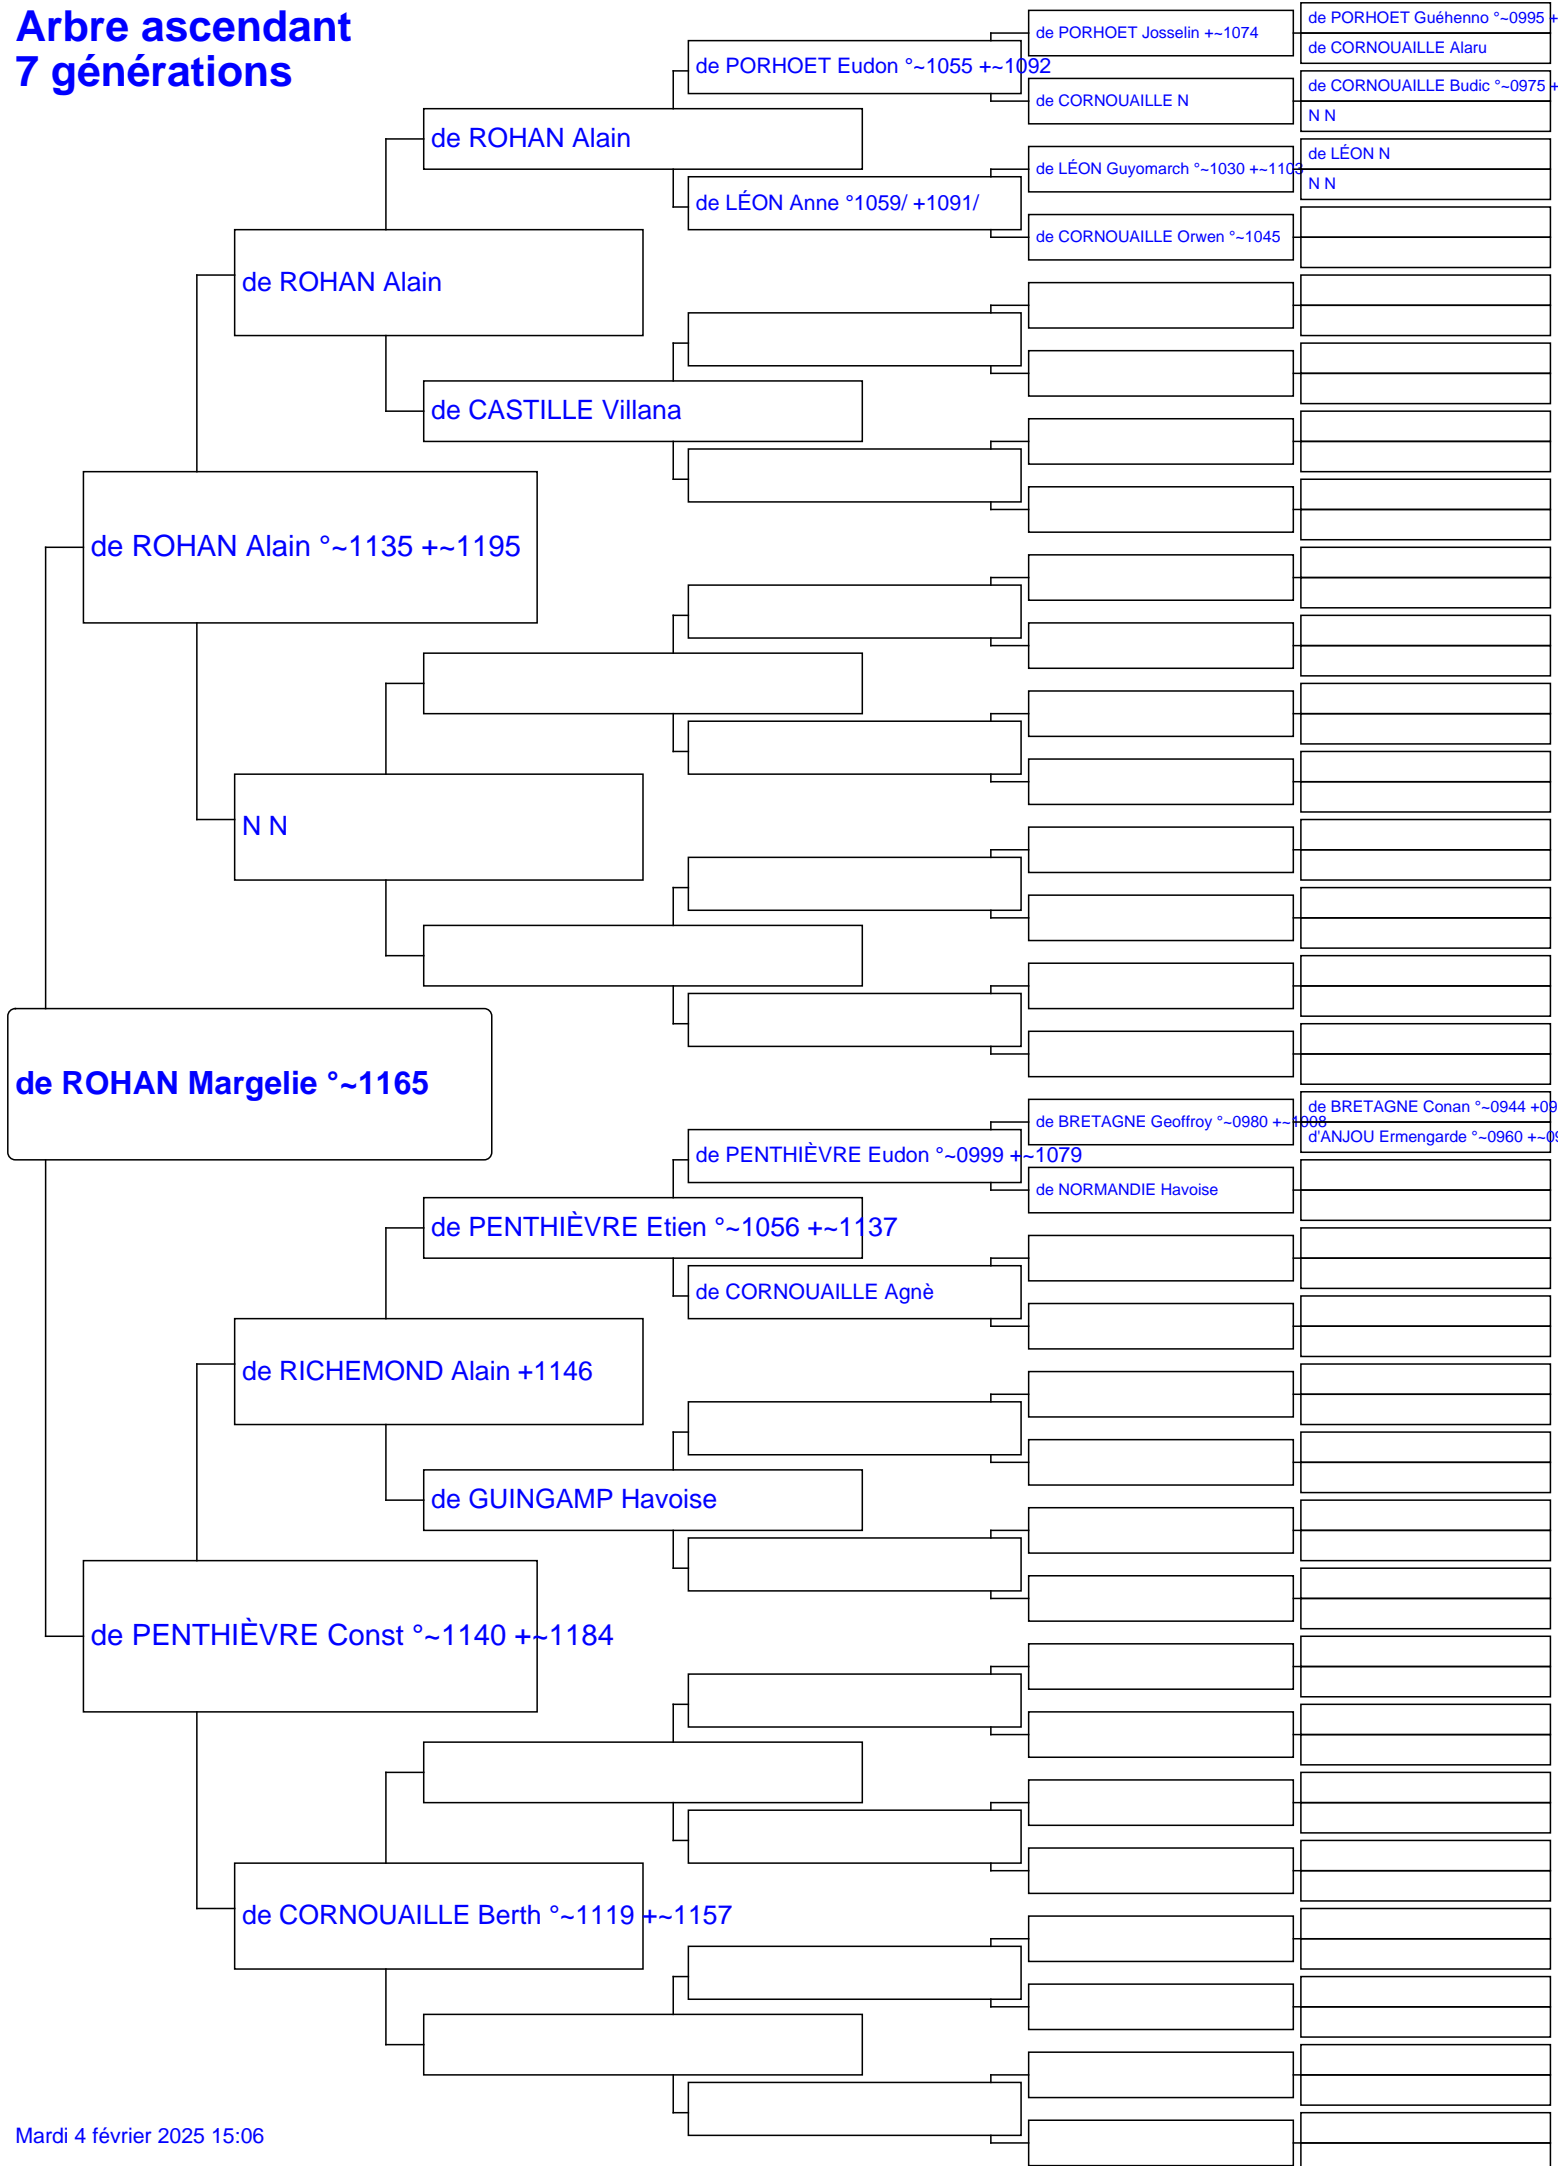 Arbre ascendant
7 générations
de PORHOET Guéhenno °~0995 +
de PORHOET Josselin +~1074
de CORNOUAILLE Alaru
de PORHOET Eudon °~1055 +~1092
de CORNOUAILLE Budic °~0975 +
de CORNOUAILLE N
N N
de ROHAN Alain
de LÉON N
de LÉON Guyomarch °~1030 +~1103
N N
de LÉON Anne °1059/ +1091/
de CORNOUAILLE Orwen °~1045
de ROHAN Alain
de CASTILLE Villana
de ROHAN Alain °~1135 +~1195
N N
de ROHAN Margelie °~1165
de BRETAGNE Conan °~0944 +09
de BRETAGNE Geoffroy °~0980 +~1008
d'ANJOU Ermengarde °~0960 +~09
de PENTHIÈVRE Eudon °~0999 +~1079
de NORMANDIE Havoise
de PENTHIÈVRE Etien °~1056 +~1137
de CORNOUAILLE Agnè
de RICHEMOND Alain +1146
de GUINGAMP Havoise
de PENTHIÈVRE Const °~1140 +~1184
de CORNOUAILLE Berth °~1119 +~1157
Mardi 4 février 2025 15:06